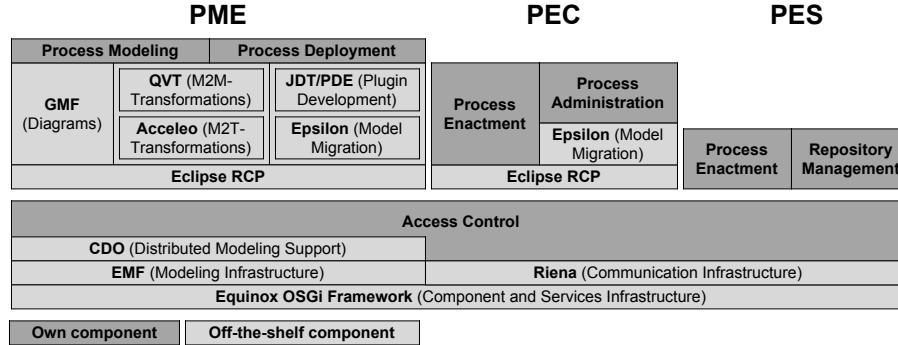 PME
PEC
PES
Process Modeling
Process Deployment
GMF
(Diagrams)
QVT (M2M-
Transformations)
JDT/PDE (Plugin
Development)
Acceleo (M2T-
Transformations)
Epsilon (Model
Migration)
Eclipse RCP
Process
Enactment
Process
Administration
Epsilon (Model
Migration)
Eclipse RCP
Process
Enactment
Repository
Management
Access Control
CDO (Distributed Modeling Support)
EMF (Modeling Infrastructure)
Riena (Communication Infrastructure)
Equinox OSGi Framework (Component and Services Infrastructure)
Own component
Off-the-shelf component